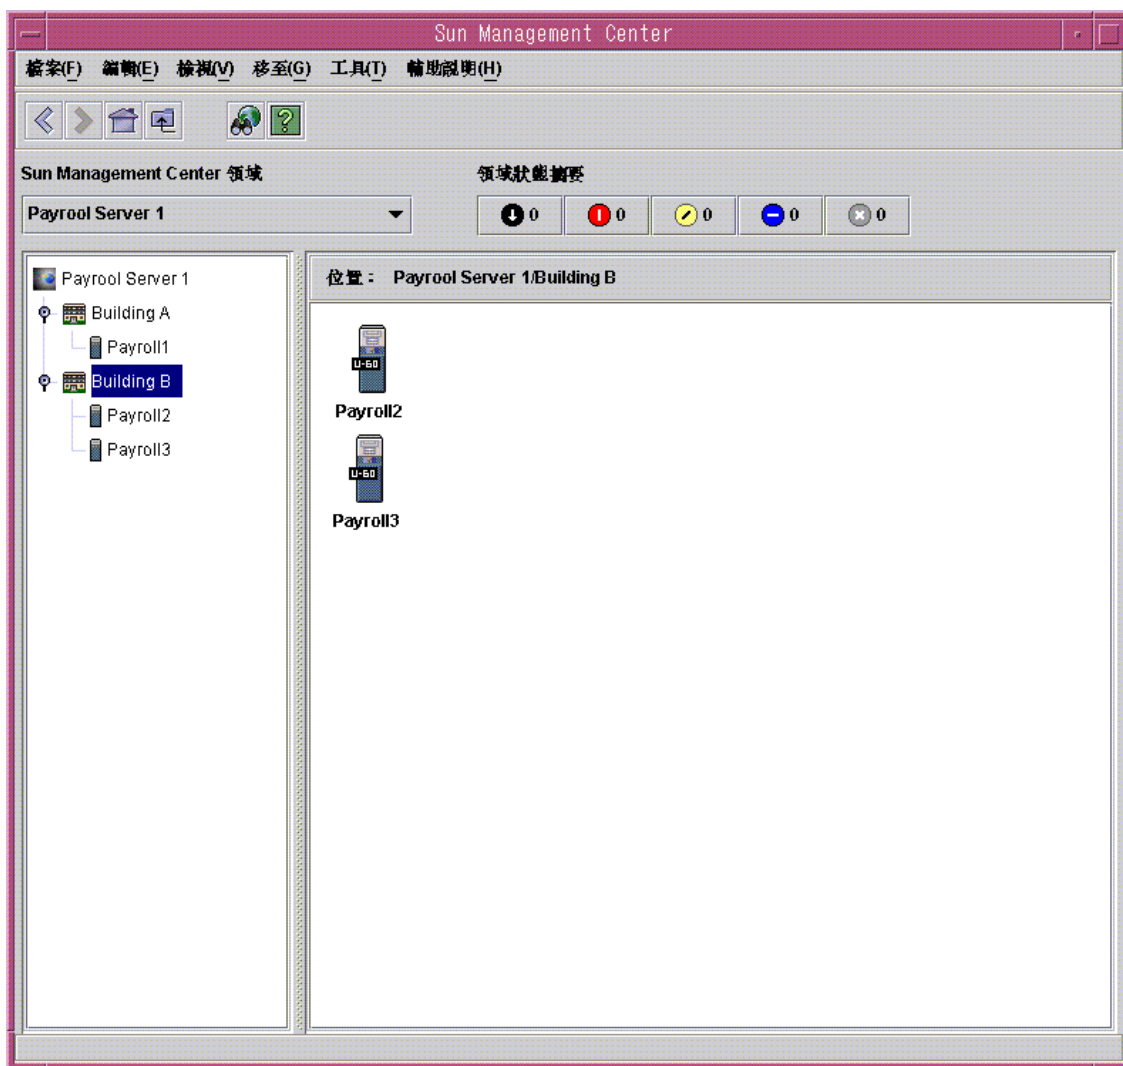 Sun Management Center
檔案(F) 編輯(E) 檢視(V) 移至(G) 工具(T) 輔助說明(H)
Sun Management Center 領域 領域狀態摘要
Payrool Server 1 0 0 0 0 0
Payrool Server 1
位置： Payrool Server 1/Building B
Building A
Payroll1
Building B
Payroll2
Payroll3
U-60
Payroll2
U-60
Payroll3